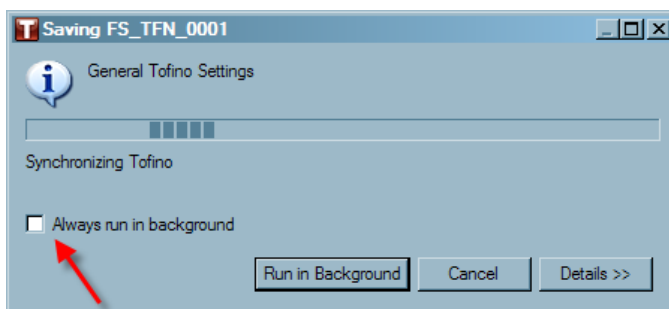 T Saving FS_TFN_0001
General Tofino Settings
Synchronizing Tofino
Always run in background
Run in Background Cancel Details >>